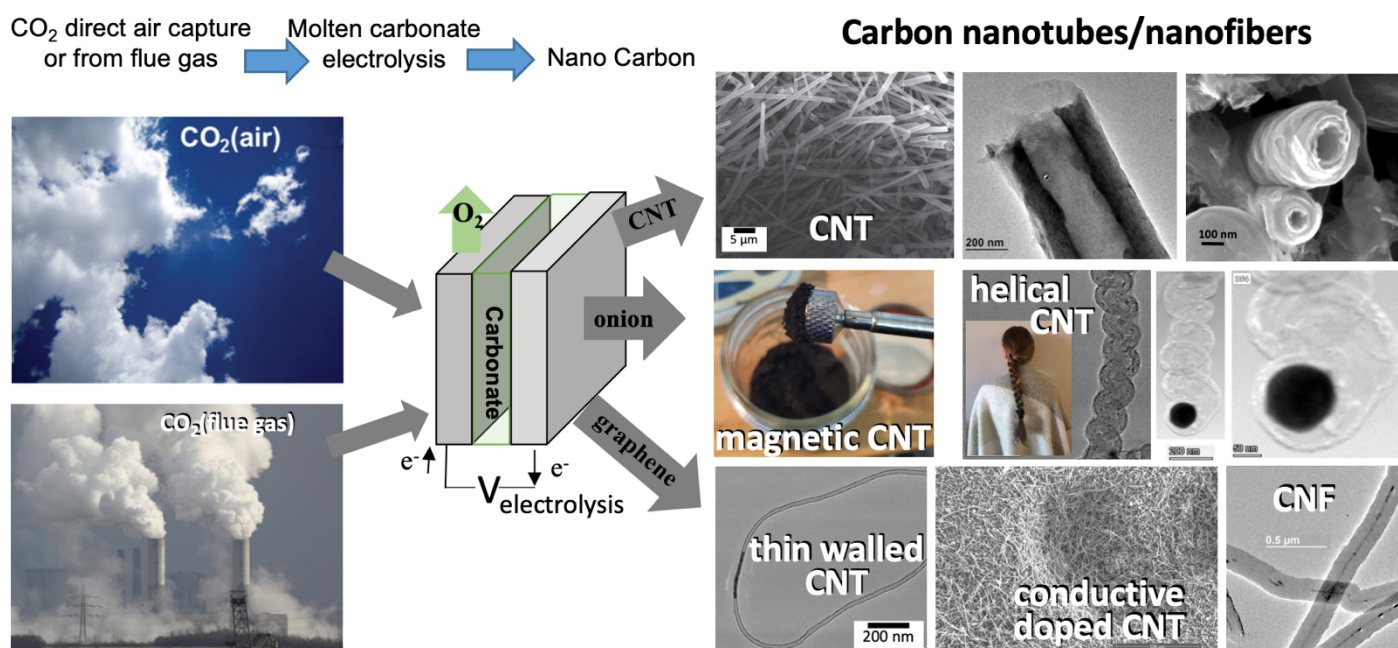 CO₂ direct air capture
or from flue gas
Molten carbonate
electrolysis
Nano Carbon
Carbon nanotubes/nanofibers
CO₂(air)
CO₂(flue gas)
O₂
Carbonate
e⁻
e⁻
V electrolysis
CNT
onion
graphene
5 µm
CNT
200 nm
100 nm
magnetic CNT
helical
CNT
200 nm
50 nm
thin walled
CNT
200 nm
conductive
doped CNT
CNF
0.5 µm